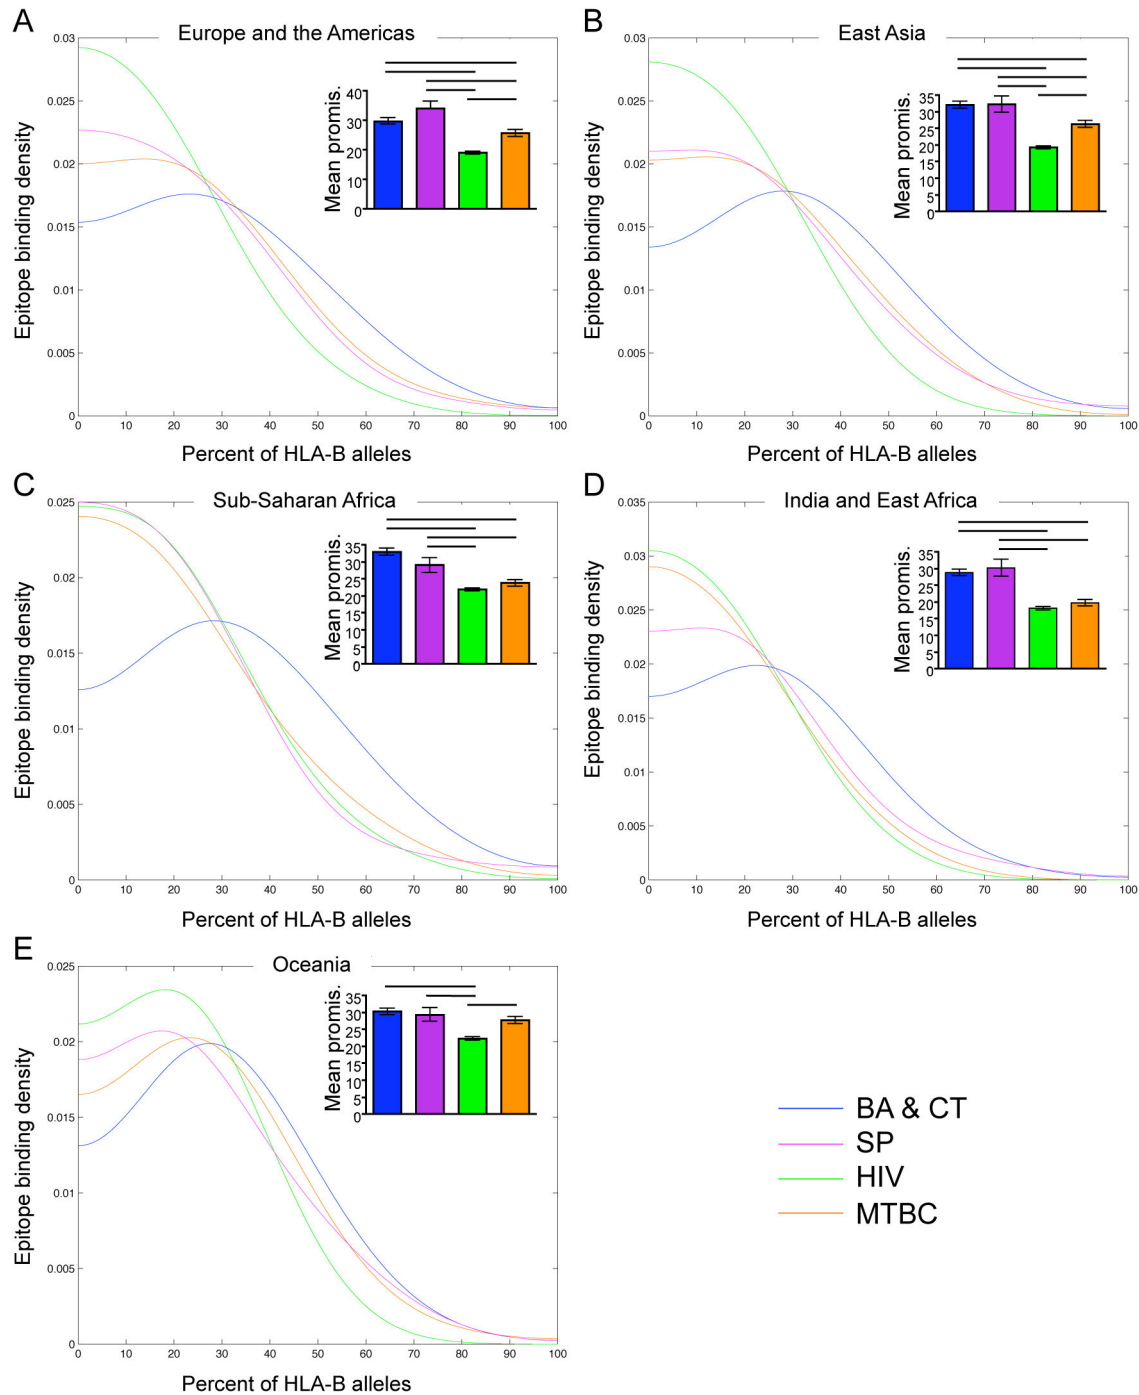 A
Europe and the Americas
0.03
0.025
0.02
0.015
0.01
0.005
0
Epitope binding density
0 10 20 30 40 50 60 70 80 90 100
Percent of HLA-B alleles
Mean promis.
40
30
20
10
0
B
East Asia
0.03
0.025
0.02
0.015
0.01
0.005
0
Epitope binding density
0 10 20 30 40 50 60 70 80 90 100
Percent of HLA-B alleles
Mean promis.
35
30
25
20
15
10
5
0
C
Sub-Saharan Africa
0.025
0.02
0.015
0.01
0.005
0
Epitope binding density
0 10 20 30 40 50 60 70 80 90 100
Percent of HLA-B alleles
Mean promis.
35
30
25
20
15
10
5
0
D
India and East Africa
0.035
0.03
0.025
0.02
0.015
0.01
0.005
0
Epitope binding density
0 10 20 30 40 50 60 70 80 90 100
Percent of HLA-B alleles
Mean promis.
35
30
25
20
15
10
5
0
E
Oceania
0.025
0.02
0.015
0.01
0.005
0
Epitope binding density
0 10 20 30 40 50 60 70 80 90 100
Percent of HLA-B alleles
Mean promis.
35
30
25
20
15
10
5
0
BA & CT
SP
HIV
MTBC